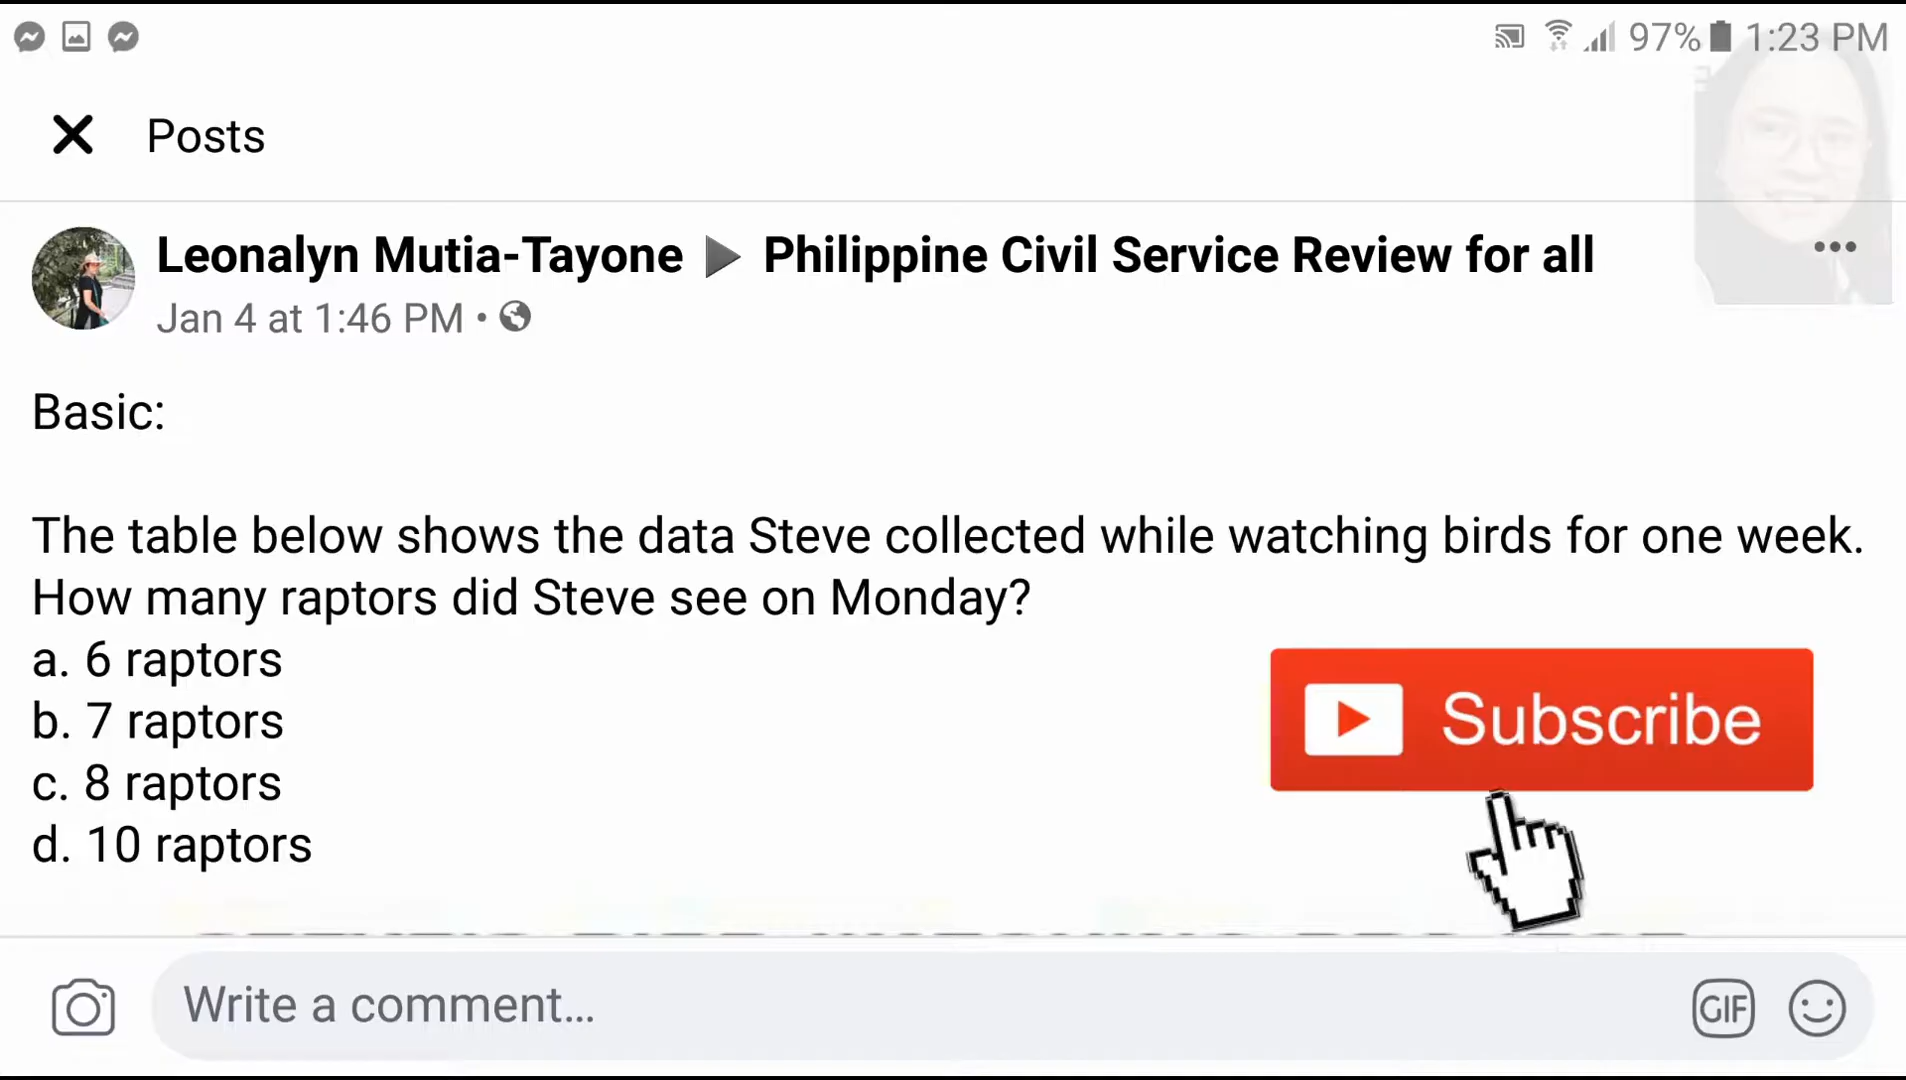 97% 1:23 PM
Posts
Leonalyn Mutia-Tayone ▶ Philippine Civil Service Review for all
Jan 4 at 1:46 PM •
Basic:
The table below shows the data Steve collected while watching birds for one week.
How many raptors did Steve see on Monday?
a. 6 raptors
b. 7 raptors
c. 8 raptors
d. 10 raptors
Subscribe
Write a comment...
GIF